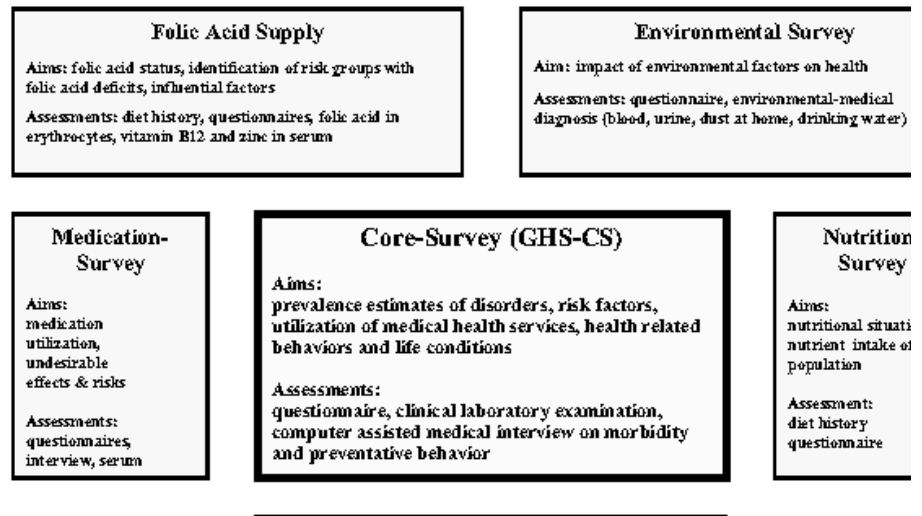 Folic Acid Supply
Aims: folic acid status, identification of risk groups with
folic acid deficits, influential factors
Assessments: diet history, questionnaires, folic acid in
erythrocytes, vitamin B12 and zinc in serum
Environmental Survey
Aim: impact of environmental factors on health
Assessments: questionnaire, environmental-medical
diagnosis (blood, urine, dust at home, drinking water)
Medication-
Survey
Aims:
medication
utilization,
undesirable
effects & risks
Assessments:
questionnaires,
interview, serum
Core-Survey (GHS-CS)
Aims:
prevalence estimates of disorders, risk factors,
utilization of medical health services, health related
behaviors and life conditions
Assessments:
questionnaire, clinical laboratory examination,
computer assisted medical interview on morbidity
and preventative behavior
Nutrition
Survey
Aims:
nutritional
nutrient intake of
population
Assessment:
diet history
questionnaire